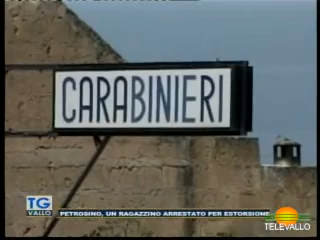 CARABINIERI
TG
VALLO
PETROSINO, UN RAGAZZINO ARRESTATO PER ESTORSIONE
TELEVALLO